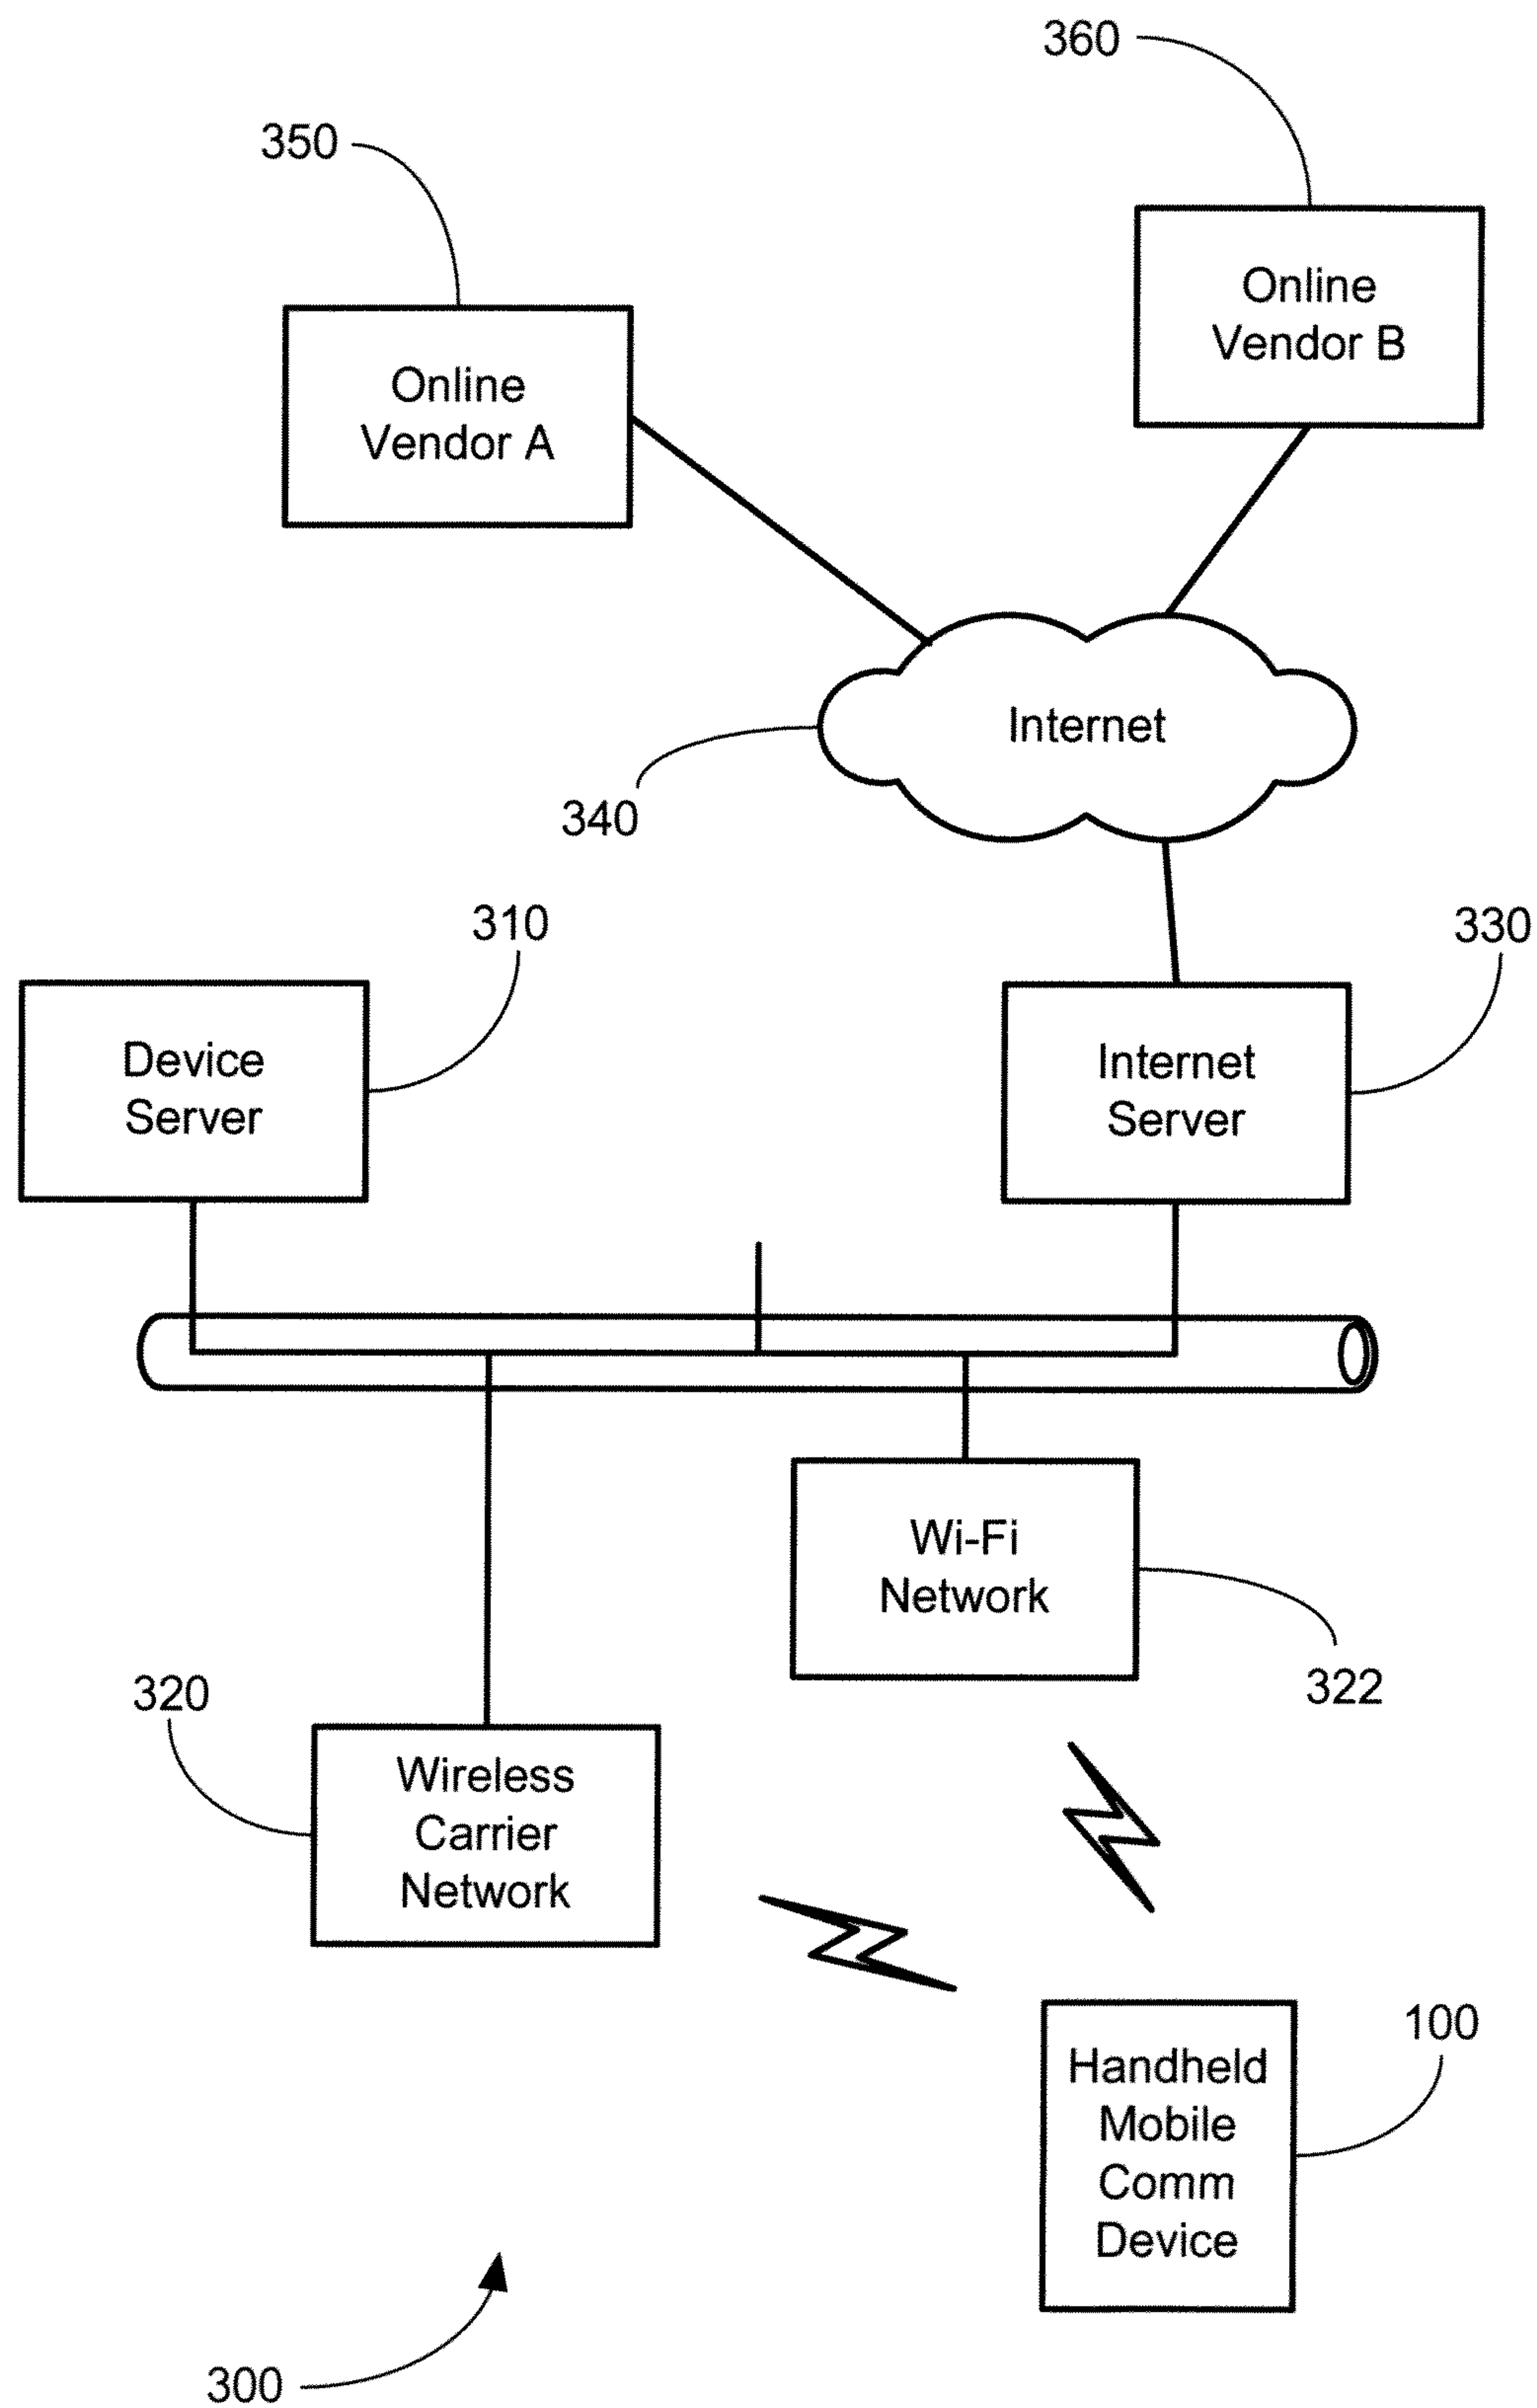 360
350
Online
Vendor B
Online
Vendor A
Internet
340
310
330
Device
Server
Internet
Server
Wi-Fi
Network
322
320
Wireless
Carrier
Network
100
Handheld
Mobile
Comm
Device
300